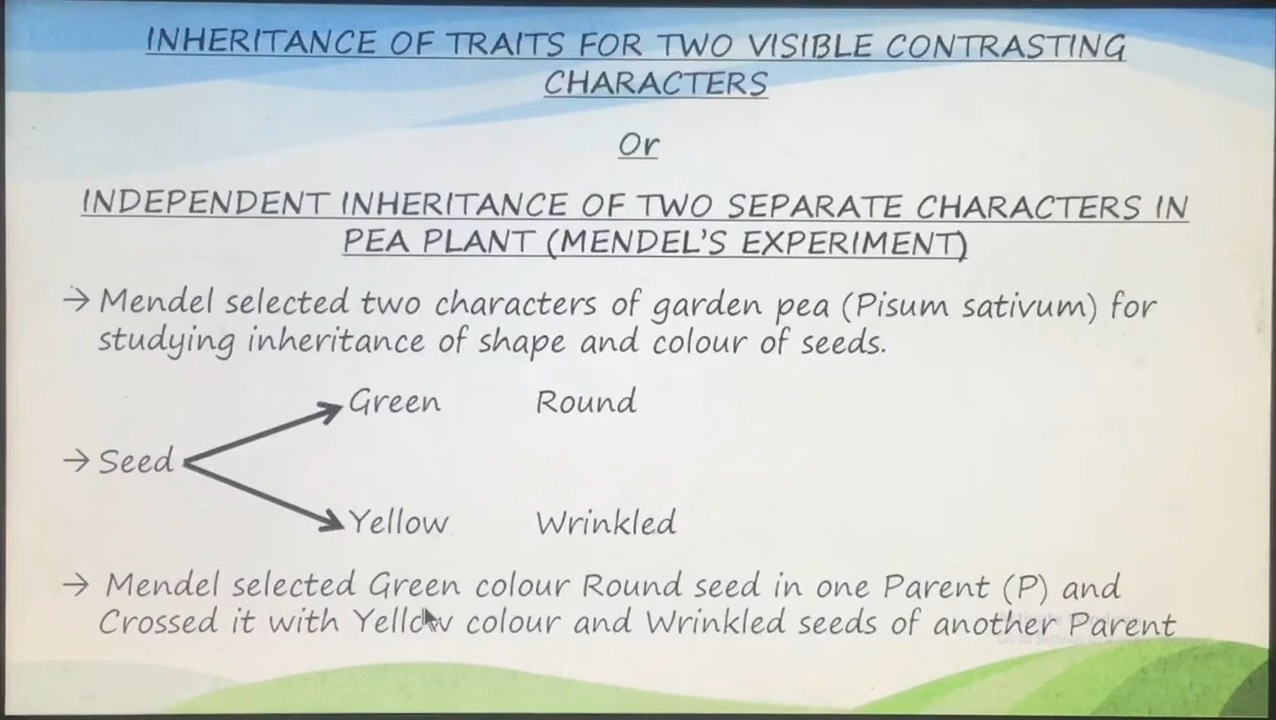 INHERITANCE OF TRAITS FOR TWO VISIBLE CONTRASTING
CHARACTERS
Or
INDEPENDENT INHERITANCE OF TWO SEPARATE CHARACTERS IN
PEA PLANT (MENDEL'S EXPERIMENT)
→ Mendel selected two characters of garden pea (Pisum sativum) for
studying inheritance of shape and colour of seeds.
Green Round
→ Seed
Yellow Wrinkled
→ Mendel selected Green colour Round seed in one Parent (P) and
Crossed it with Yellow colour and Wrinkled seeds of another Parent